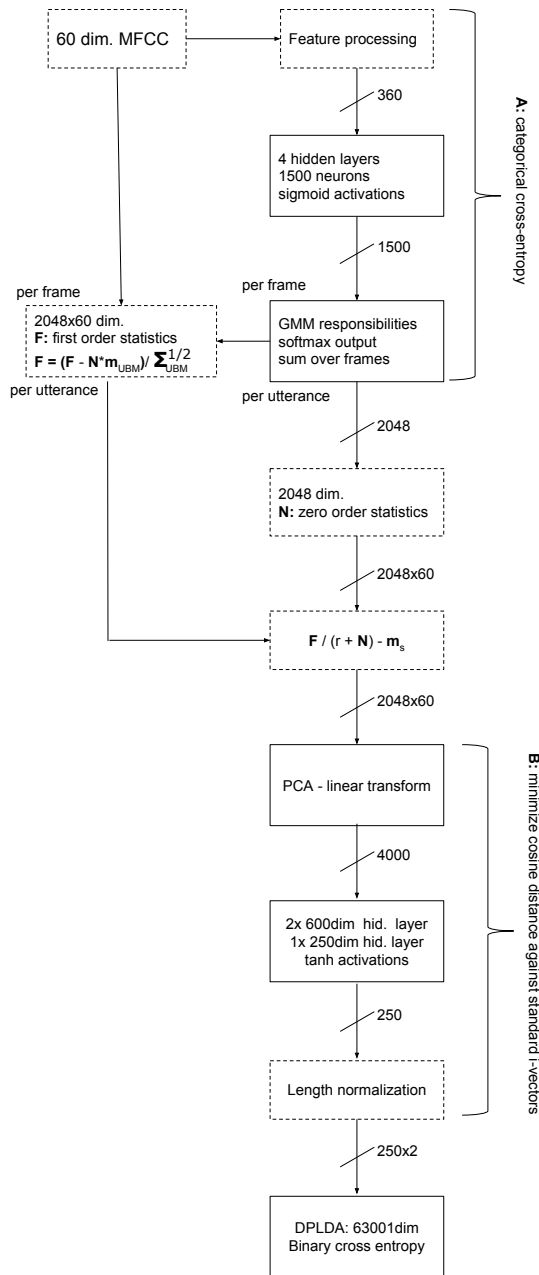 60 dim. MFCC
Feature processing
360
A: categorical cross-entropy
4 hidden layers
1500 neurons
sigmoid activations
1500
per frame
per frame
2048x60 dim.
F: first order statistics
F = (F - N*m_UBM)/ Σ_UBM^1/2
per utterance
GMM responsibilities
softmax output
sum over frames
per utterance
2048
2048 dim.
N: zero order statistics
2048x60
F / (r + N) - m_s
2048x60
PCA - linear transform
4000
B: minimize cosine distance against standard i-vectors
2x 600dim hid. layer
1x 250dim hid. layer
tanh activations
250
Length normalization
250x2
DPLDA: 63001dim
Binary cross entropy